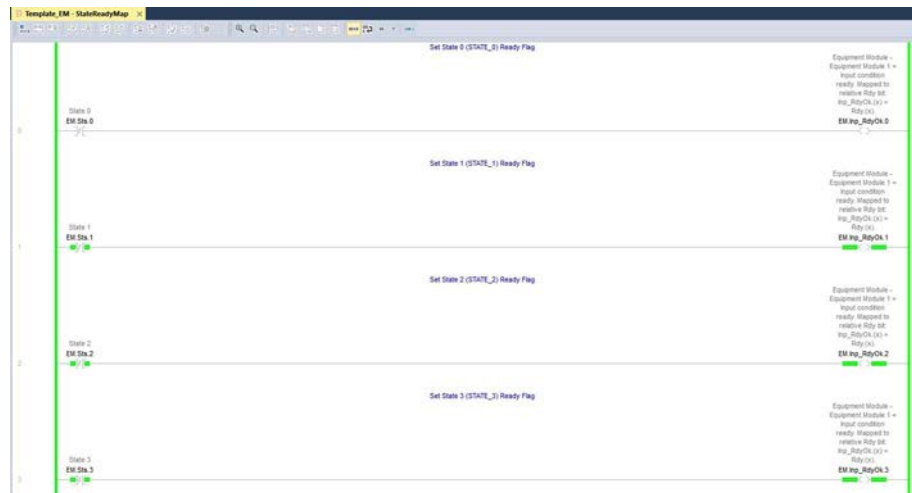 Template_EM - StateReadyMap
Set State 0 (STATE_0) Ready Flag
Equipment Module -
Equipment Module 1 =
Input condition
ready. Mapped to
relative Rdy bit:
Inp_RdyOk.(x) =
Rdy.(x).
State 0
EM.Sts.0
EM.Inp_RdyOk.0
0
Set State 1 (STATE_1) Ready Flag
Equipment Module -
Equipment Module 1 =
Input condition
ready. Mapped to
relative Rdy bit:
Inp_RdyOk.(x) =
Rdy.(x).
State 1
EM.Sts.1
EM.Inp_RdyOk.1
1
Set State 2 (STATE_2) Ready Flag
Equipment Module -
Equipment Module 1 =
Input condition
ready. Mapped to
relative Rdy bit:
Inp_RdyOk.(x) =
Rdy.(x).
State 2
EM.Sts.2
EM.Inp_RdyOk.2
2
Set State 3 (STATE_3) Ready Flag
Equipment Module -
Equipment Module 1 =
Input condition
ready. Mapped to
relative Rdy bit:
Inp_RdyOk.(x) =
Rdy.(x).
State 3
EM.Sts.3
EM.Inp_RdyOk.3
3